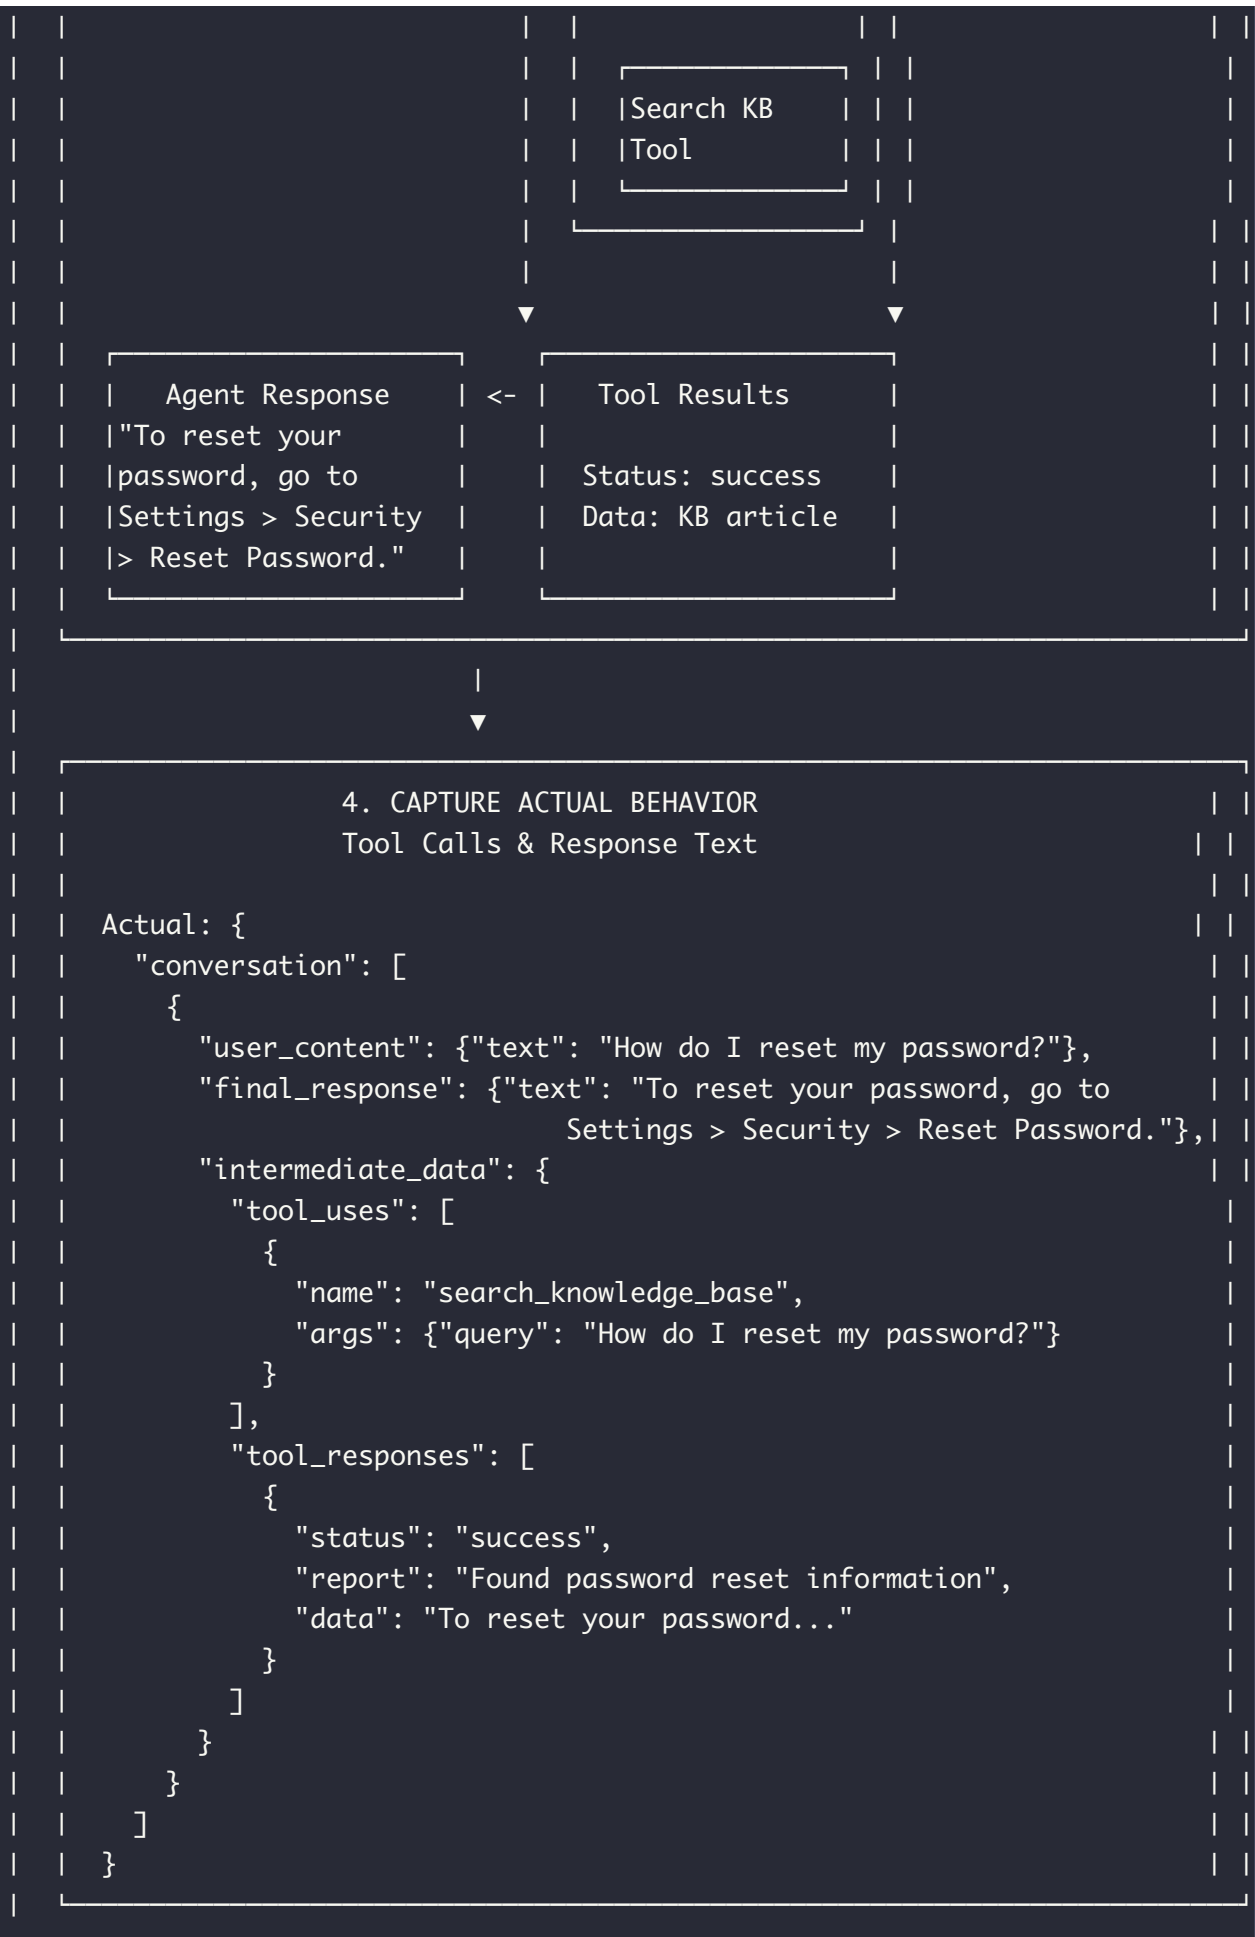 Search KB
Tool
Agent Response <- Tool Results
"To reset your
password, go to Status: success
Settings > Security Data: KB article
> Reset Password."
4. CAPTURE ACTUAL BEHAVIOR
Tool Calls & Response Text
Actual: {
"conversation": [
{
"user_content": {"text": "How do I reset my password?"},
"final_response": {"text": "To reset your password, go to
Settings > Security > Reset Password."},
"intermediate_data": {
"tool_uses": [
{
"name": "search_knowledge_base",
"args": {"query": "How do I reset my password?"}
}
],
"tool_responses": [
{
"status": "success",
"report": "Found password reset information",
"data": "To reset your password..."
}
]
}
}
]
}